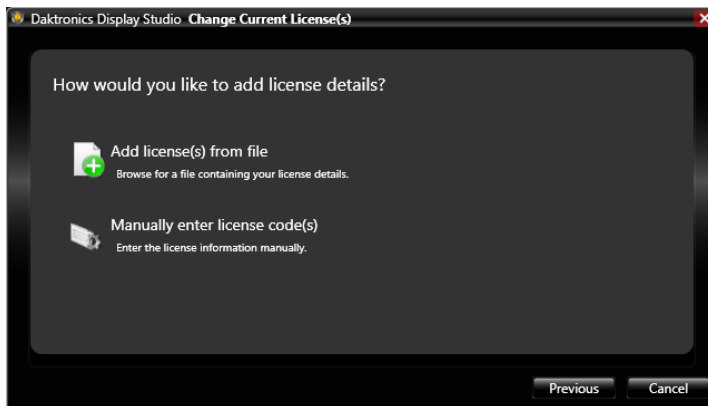 Daktronics Display Studio Change Current License(s)
How would you like to add license details?
Add license(s) from file
Browse for a file containing your license details.
Manually enter license code(s)
Enter the license information manually.
Previous Cancel